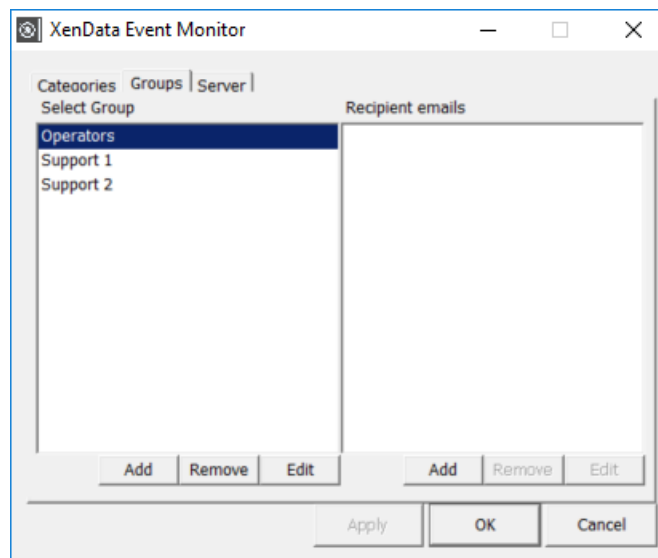 XenData Event Monitor
Categories Groups Server
Select Group Recipient emails
Operators
Support 1
Support 2
Add Remove Edit Add Remove Edit
Apply OK Cancel